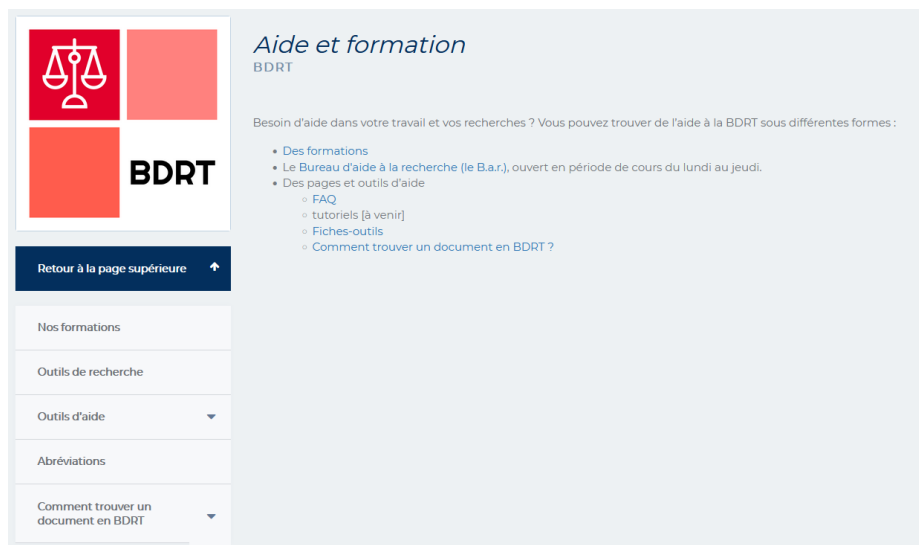 BDRT
Retour à la page supérieure
Nos formations
Outils de recherche
Outils d'aide
Abréviations
Comment trouver un
document en BDRT
Aide et formation
BDRT
Besoin d'aide dans votre travail et vos recherches ? Vous pouvez trouver de l'aide à la BDRT sous différentes formes :
Des formations
Le Bureau d'aide à la recherche (le B.a.r.), ouvert en période de cours du lundi au jeudi.
Des pages et outils d'aide
FAQ
tutoriels [à venir]
Fiches-outils
Comment trouver un document en BDRT ?